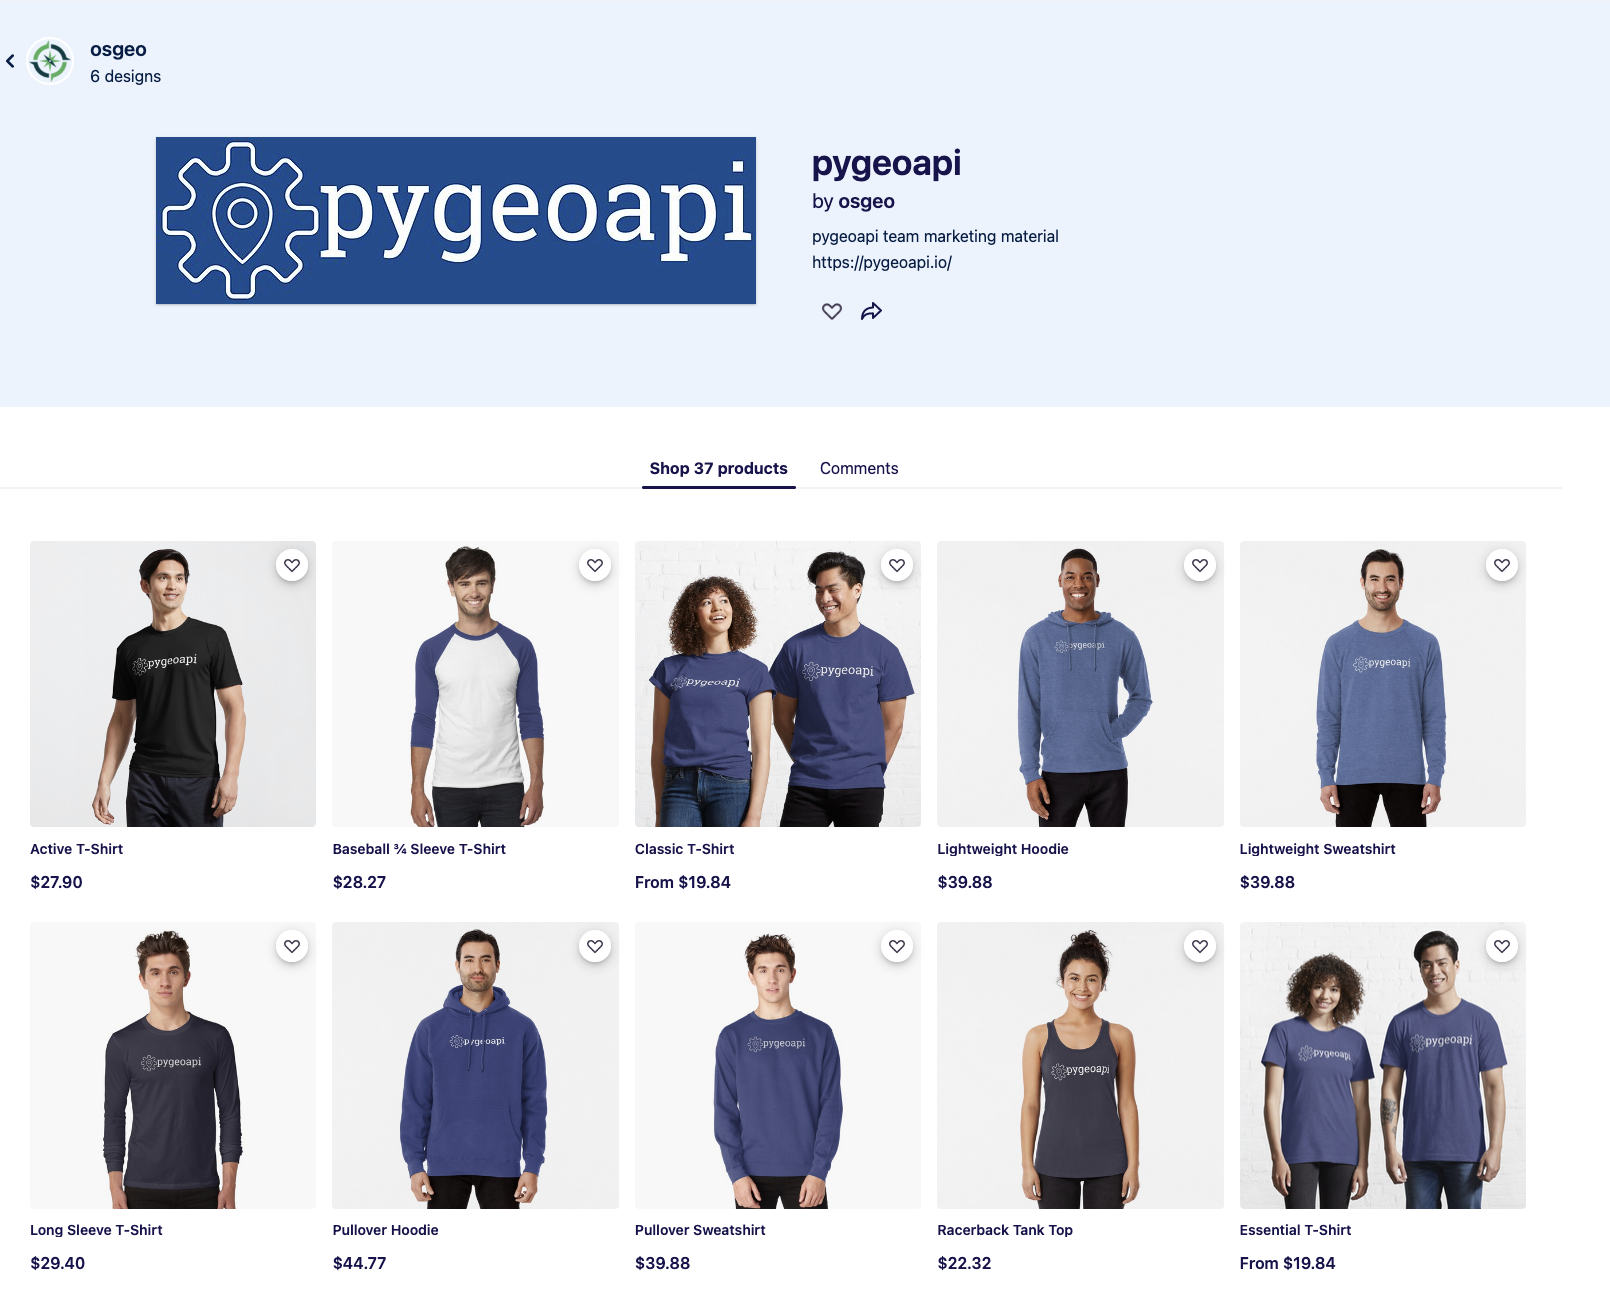 osgeo
6 designs
pygeoapi
pygeoapi
by osgeo
pygeoapi team marketing material
https://pygeoapi.io/
Shop 37 products Comments
pygeoapi
pygeoapi
pygeoapi
pygeoapi
pygeoapi
Active T-Shirt
Baseball ¾ Sleeve T-Shirt
Classic T-Shirt
Lightweight Hoodie
Lightweight Sweatshirt
$27.90
$28.27
From $19.84
$39.88
$39.88
pygeoapi
pygeoapi
pygeoapi
pygeoapi
pygeoapi
pygeoapi
Long Sleeve T-Shirt
Pullover Hoodie
Pullover Sweatshirt
Racerback Tank Top
Essential T-Shirt
$29.40
$44.77
$39.88
$22.32
From $19.84